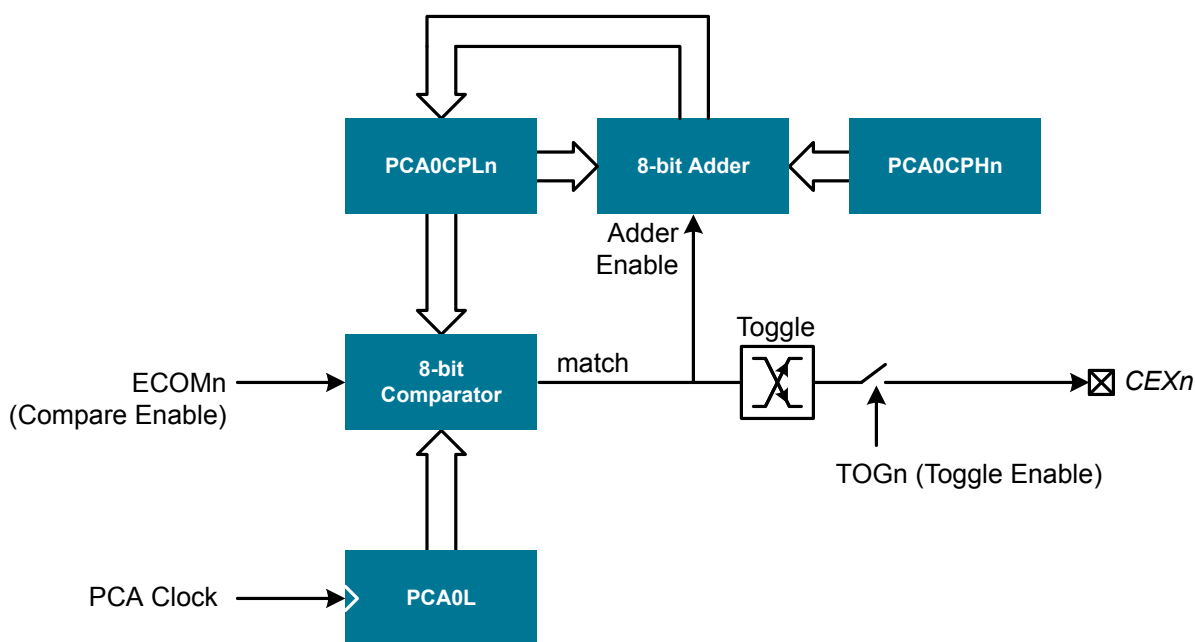 PCA0CPLn
8-bit Adder
PCA0CPHn
Adder
Enable
Toggle
ECOMn
(Compare Enable)
8-bit
Comparator
match
CEXn
TOGn (Toggle Enable)
PCA Clock
PCA0L